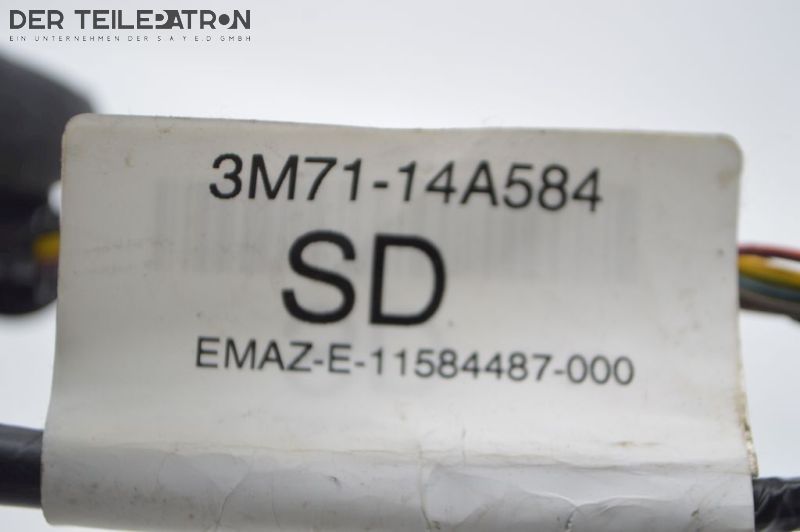 DER TEILEPATRON
EIN UNTERNEHMEN DER S A Y E.D GMBH
3M71-14A584
SD
EMAZ-E-11584487-000